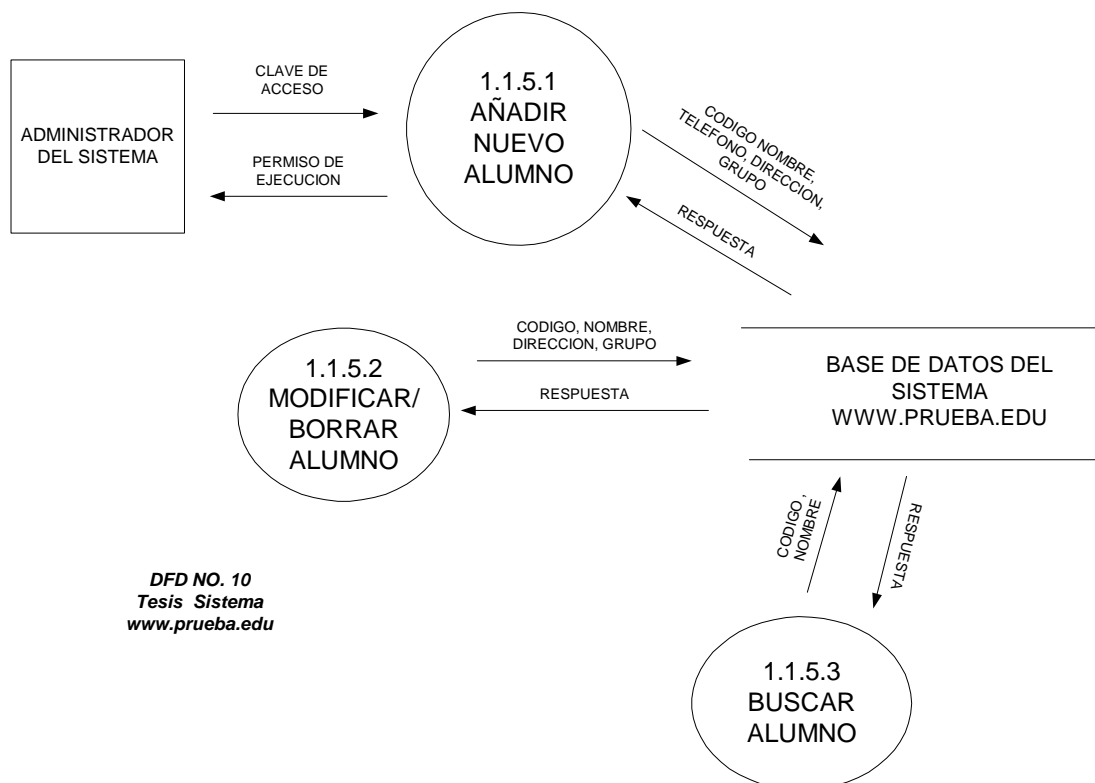 ADMINISTRADOR
DEL SISTEMA
CLAVE DE
ACCESO
PERMISO DE
EJECUCION
1.1.5.1
AÑADIR
NUEVO
ALUMNO
CODIGO NOMBRE,
TELEFONO, DIRECCION,
GRUPO
RESPUESTA
1.1.5.2
MODIFICAR/
BORRAR
ALUMNO
CODIGO, NOMBRE,
DIRECCION, GRUPO
RESPUESTA
BASE DE DATOS DEL
SISTEMA
WWW.PRUEBA.EDU
CODIGO,
NOMBRE
RESPUESTA
DFD NO. 10
Tesis Sistema
www.prueba.edu
1.1.5.3
BUSCAR
ALUMNO